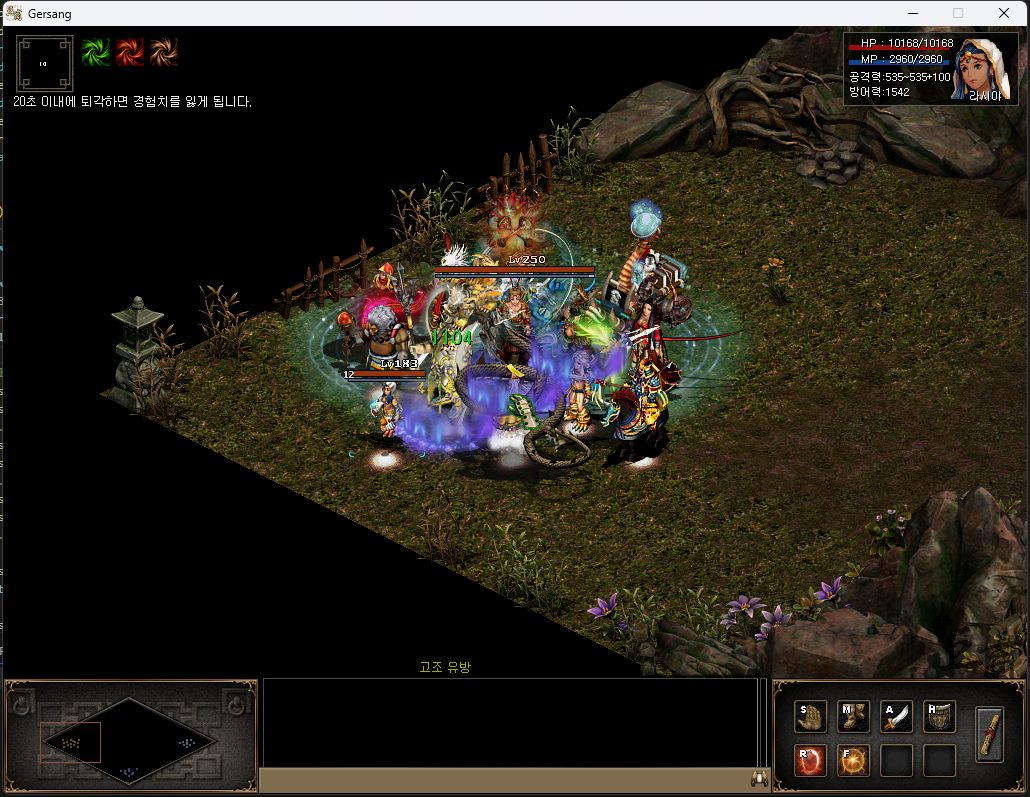 Gersang
20초 이내에 퇴각하면 경험치를 잃게 됩니다.
HP : 10168/10168
MP : 2960/2960
공격력:535~535+100
방어력:1542
라시아
Lv250
1104
Lv183
12
고조 유방
S
M
A
H
R
F